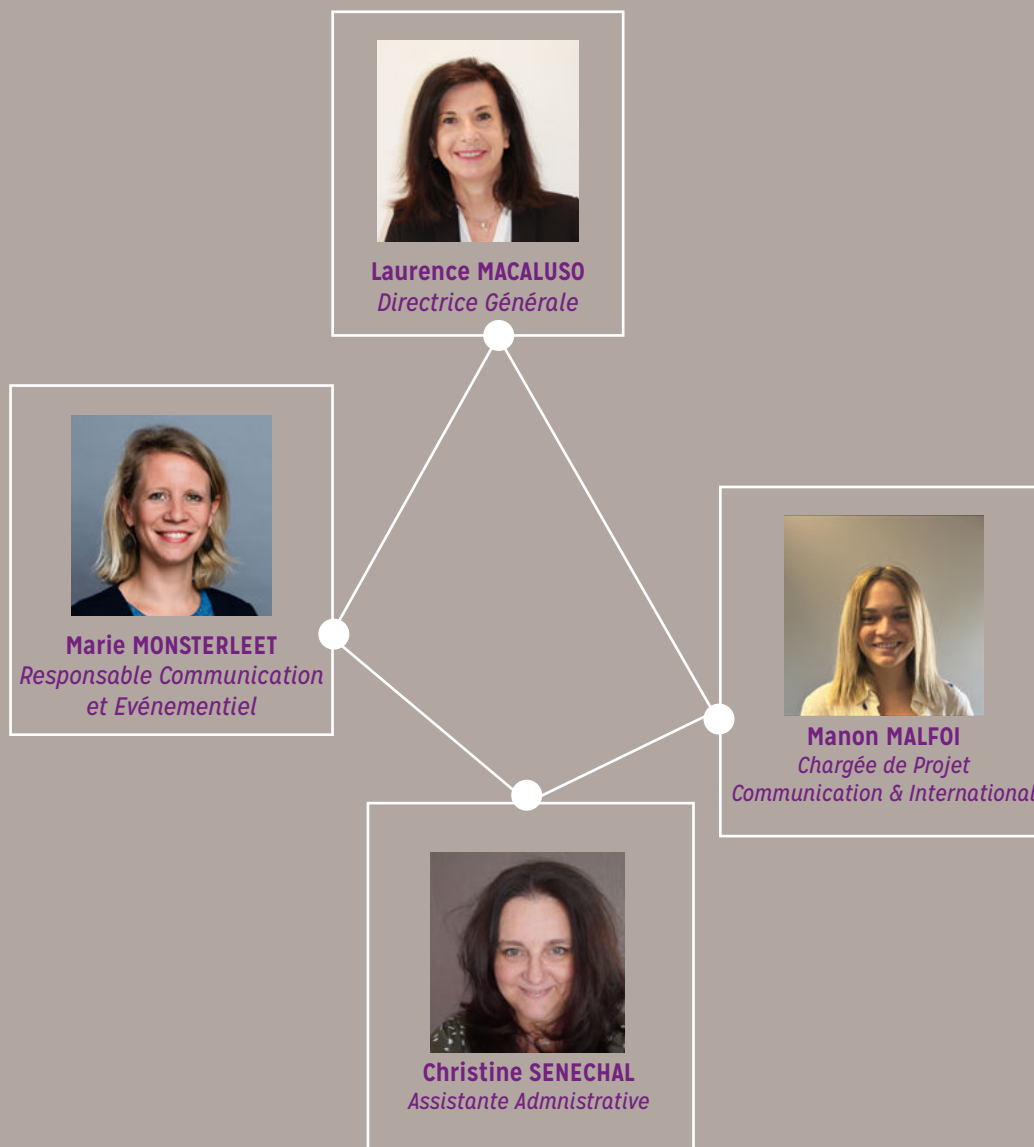 Laurence MACALUSO
Directrice Générale
Marie MONSTERLEET
Responsable Communication
et Evénementiel
Manon MALFOI
Chargée de Projet
Communication & International
Christine SENECHAL
Assistante Admnistrative